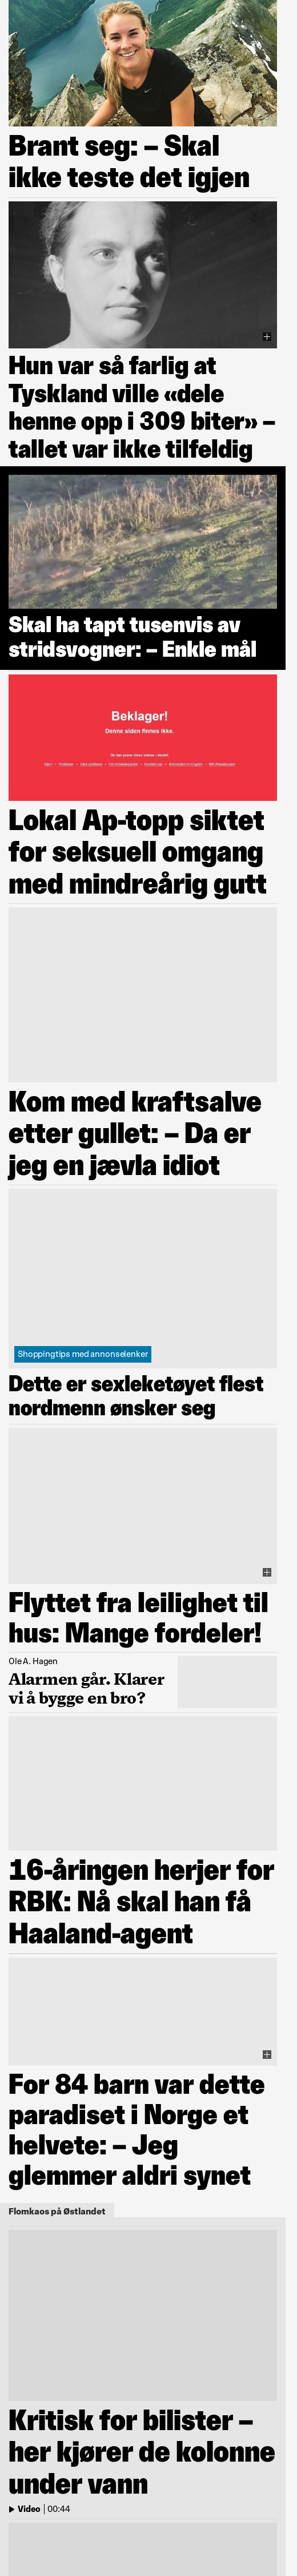 Brant seg: – Skal
ikke teste det igjen
Hun var så farlig at
Tyskland ville «dele
henne opp i 309 biter» –
tallet var ikke tilfeldig
Skal ha tapt tusenvis av
stridsvogner: – Enkle mål
Beklager!
Denne siden finnes ikke.
Lokal Ap-topp siktet
for seksuell omgang
med mindreårig gutt
Kom med kraftsalve
etter gullet: – Da er
jeg en jævla idiot
Shoppingtips med annonselenker
Dette er sexleketøyet flest
nordmenn ønsker seg
Flyttet fra leilighet til
hus: Mange fordeler!
Ole A. Hagen
Alarmen går. Klarer
vi å bygge en bro?
16-åringen herjer for
RBK: Nå skal han få
Haaland-agent
For 84 barn var dette
paradiset i Norge et
helvete: – Jeg
glemmer aldri synet
Flomkaos på Østlandet
Kritisk for bilister –
her kjører de kolonne
under vann
Video | 00:44